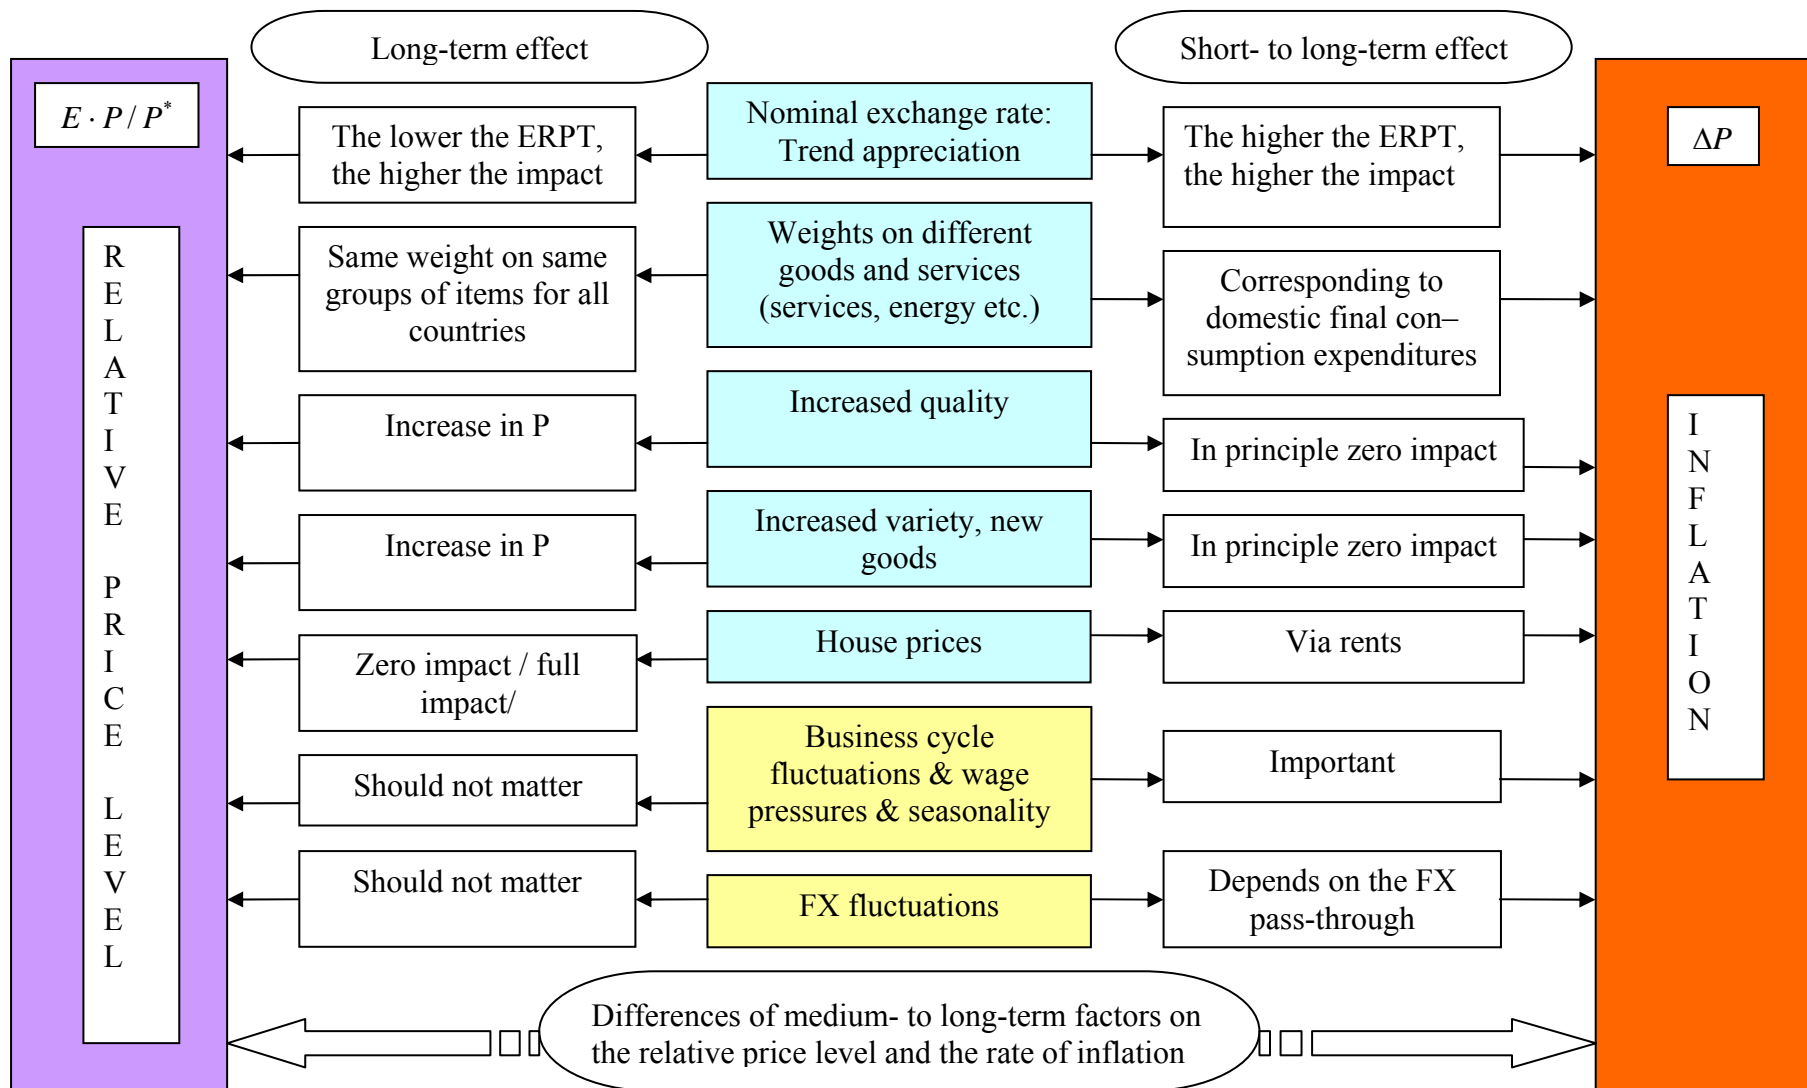 Long-term effect
Short- to long-term effect
E · P / P*
The lower the ERPT,
the higher the impact
Nominal exchange rate:
Trend appreciation
The higher the ERPT,
the higher the impact
ΔP
RELATIVE PRICE LEVEL
Same weight on same
groups of items for all
countries
Weights on different
goods and services
(services, energy etc.)
Corresponding to
domestic final con–
sumption expenditures
INFLATION
Increase in P
Increased quality
In principle zero impact
Increase in P
Increased variety, new
goods
In principle zero impact
Zero impact / full
impact/
House prices
Via rents
Should not matter
Business cycle
fluctuations & wage
pressures & seasonality
Important
Should not matter
FX fluctuations
Depends on the FX
pass-through
Differences of medium- to long-term factors on
the relative price level and the rate of inflation